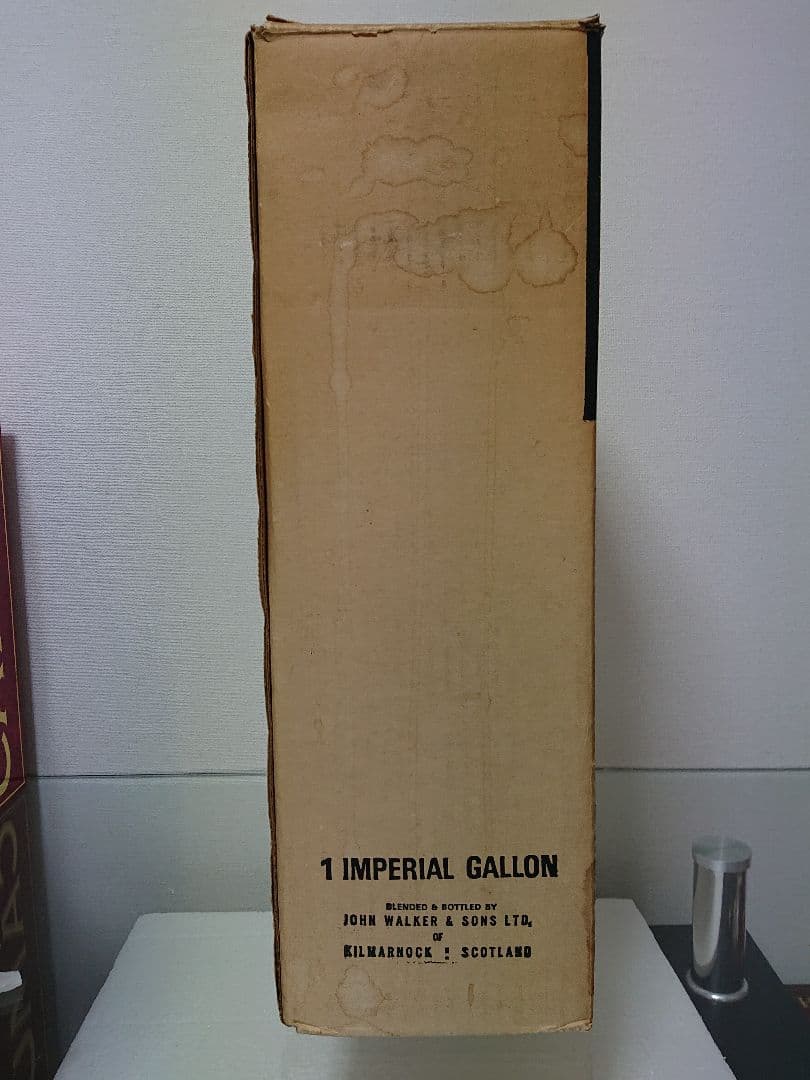 1 IMPERIAL GALLON
BLENDED & BOTTLED BY
JOHN WALKER & SONS LTD.
OF
KILMARNOCK : SCOTLAND